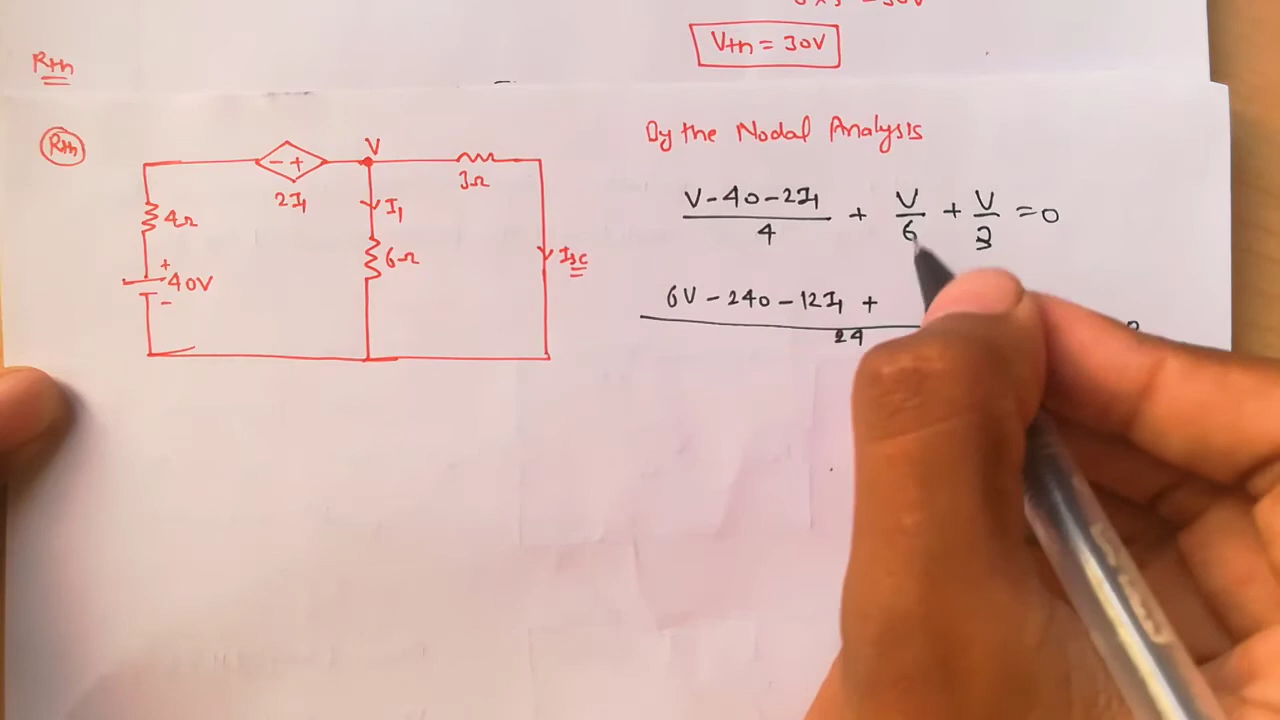 Vth = 30V
Rth
Rth
By the Nodal Analysis
V
- +
3Ω
2I1
I1
4Ω
6Ω
Isc
+
40V
-
V-40-2I1/4 + V/6 + V/3 = 0
6V - 240 - 12I1 +
24